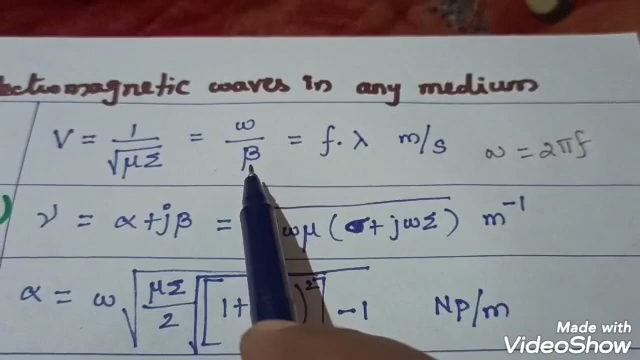 ectromagnetic waves in any medium
V = 1/√με = ω/β = f·λ m/s ω = 2πf
γ = α+jβ = ωμ(σ+jωε) m⁻¹
α = ω√με/2 √[1+ )² -1 NP/m
Made with
VideoShow